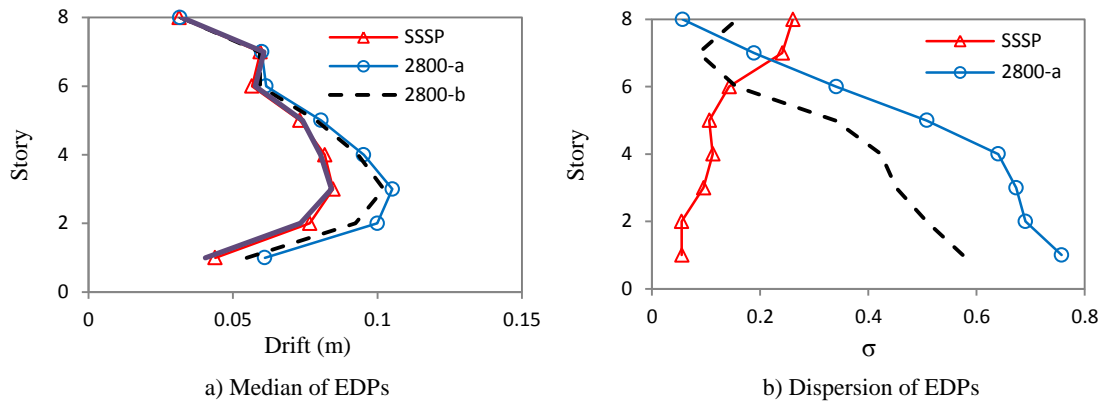 8
6
4
2
0
Story
0
0.05
0.1
0.15
Drift (m)
SSSP
2800-a
2800-b
a) Median of EDPs
8
6
4
2
0
Story
0
0.2
0.4
0.6
0.8
σ
SSSP
2800-a
b) Dispersion of EDPs